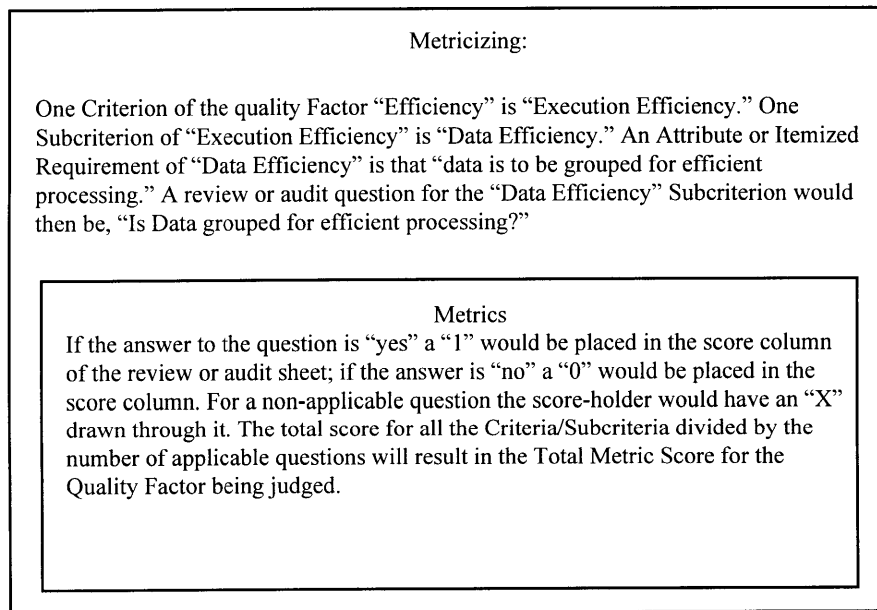 Metricizing:
One Criterion of the quality Factor “Efficiency” is “Execution Efficiency.” One
Subcriterion of “Execution Efficiency” is “Data Efficiency.” An Attribute or Itemized
Requirement of “Data Efficiency” is that “data is to be grouped for efficient
processing.” A review or audit question for the “Data Efficiency” Subcriterion would
then be, “Is Data grouped for efficient processing?”
Metrics
If the answer to the question is “yes” a “1” would be placed in the score column
of the review or audit sheet; if the answer is “no” a “0” would be placed in the
score column. For a non-applicable question the score-holder would have an “X”
drawn through it. The total score for all the Criteria/Subcriteria divided by the
number of applicable questions will result in the Total Metric Score for the
Quality Factor being judged.